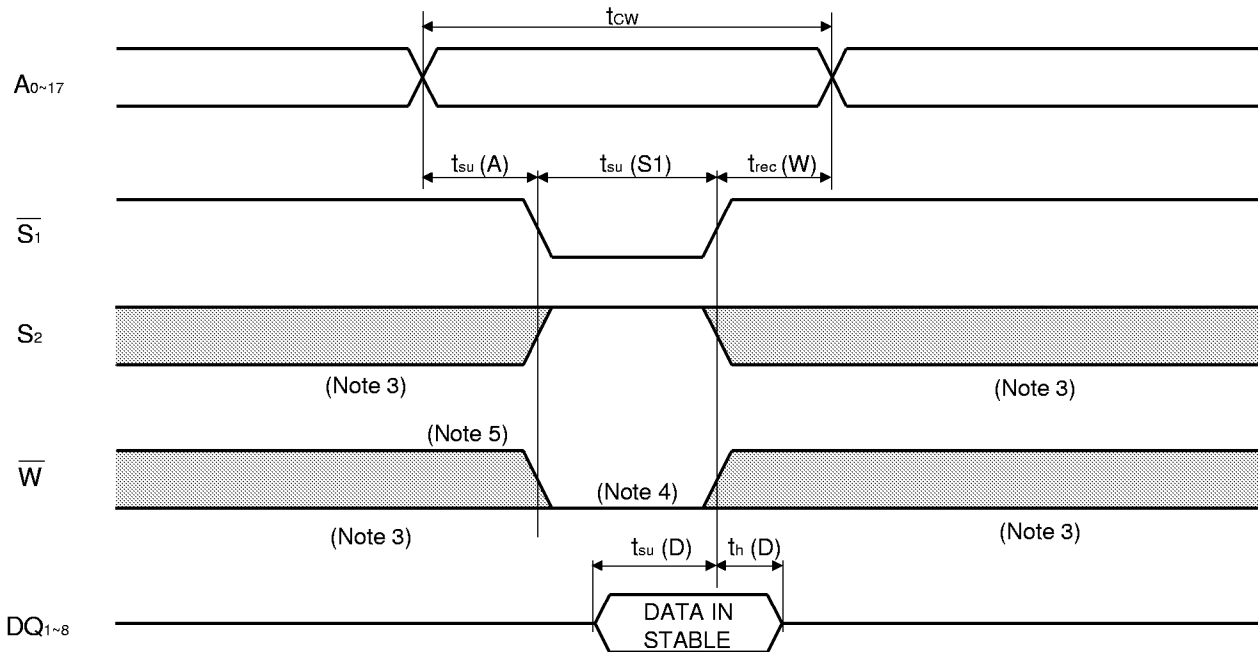 tCW
A0~17
tsu (A) tsu (S1) trec (W)
S1
S2
(Note 3) (Note 3)
(Note 5)
W
(Note 4)
(Note 3) (Note 3)
tsu (D) th (D)
DQ1~8
DATA IN
STABLE